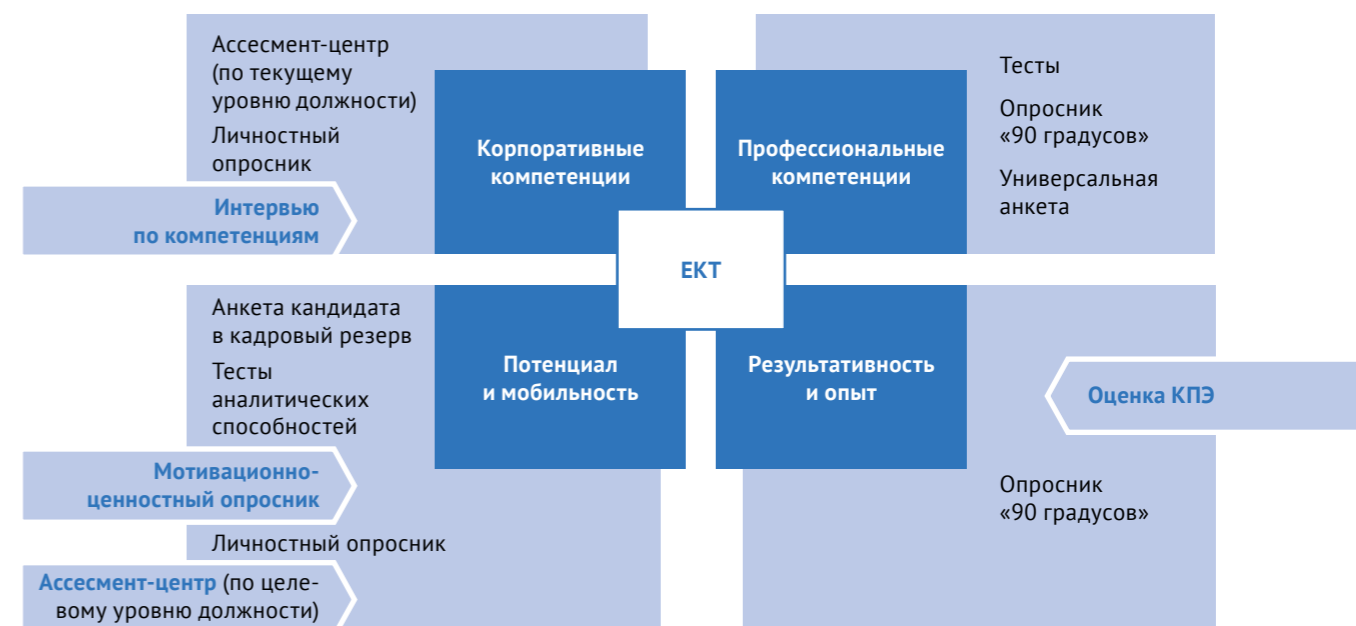 Ассесмент-центр
(по текущему
уровню должности)
Личностный
опросник
Интервью
по компетенциям
Корпоративные
компетенции
Профессиональные
компетенции
Тесты
Опросник
«90 градусов»
Универсальная
анкета
ЕКТ
Анкета кандидата
в кадровый резерв
Тесты
аналитических
способностей
Мотивационно-
ценностный опросник
Личностный опросник
Ассесмент-центр (по целе-
вому уровню должности)
Потенциал
и мобильность
Результативность
и опыт
Оценка КПЭ
Опросник
«90 градусов»